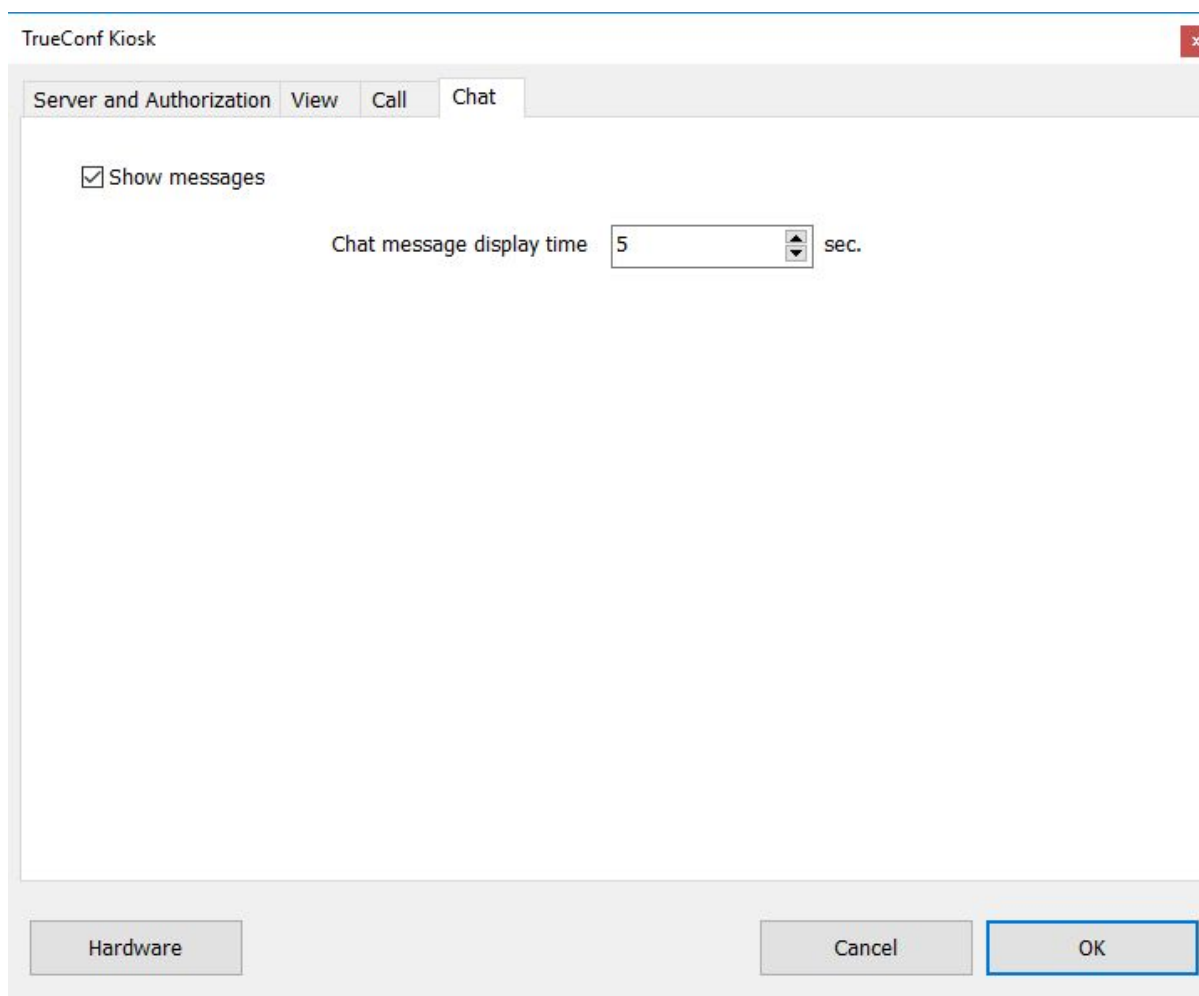 TrueConf Kiosk
x
Server and Authorization View Call Chat
Show messages
Chat message display time 5 sec.
Hardware Cancel OK